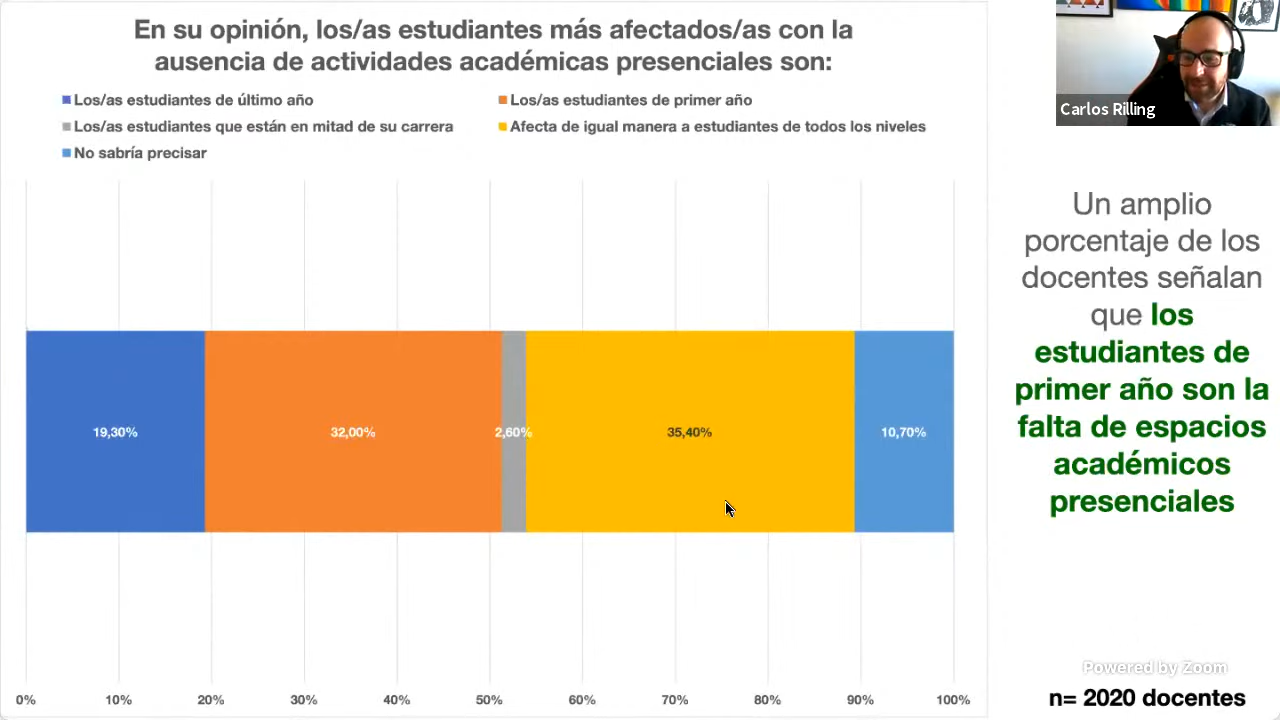 En su opinión, los/as estudiantes más afectados/as con la
ausencia de actividades académicas presenciales son:
Los/as estudiantes de último año
Los/as estudiantes de primer año
Los/as estudiantes que están en mitad de su carrera
Afecta de igual manera a estudiantes de todos los niveles
No sabría precisar
19,30%
32,00%
2,60%
35,40%
10,70%
0%
10%
20%
30%
40%
50%
60%
70%
80%
90%
100%
Carlos Rilling
Un amplio
porcentaje de los
docentes señalan
que los
estudiantes de
primer año son la
falta de espacios
académicos
presenciales
Powered by Zoom
n= 2020 docentes